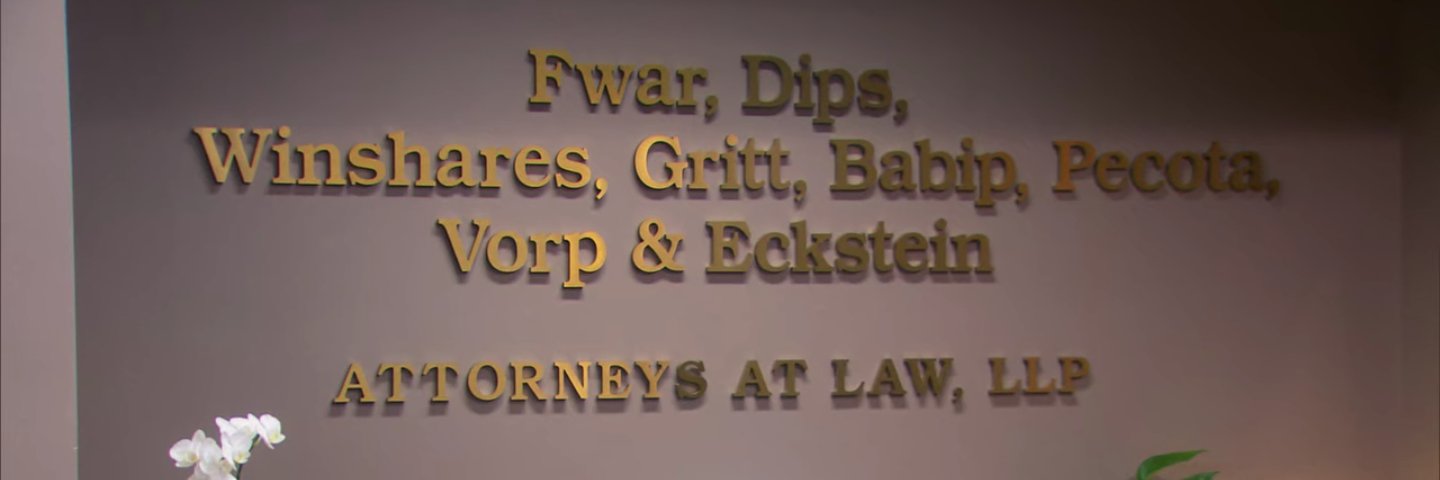 Fwar, Dips,
Winshares, Gritt, Babip, Pecota,
Vorp & Eckstein
ATTORNEYS AT LAW, LLP